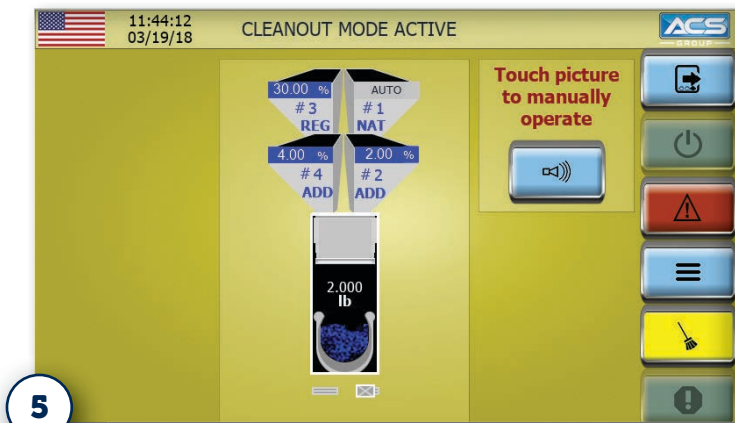 11:44:12
03/19/18
CLEANOUT MODE ACTIVE
ACS
GROUP
30.00 %
AUTO
#3
#1
REG
NAT
4.00 %
2.00 %
#4
#2
ADD
ADD
2.000
lb
Touch picture
to manually
operate
5